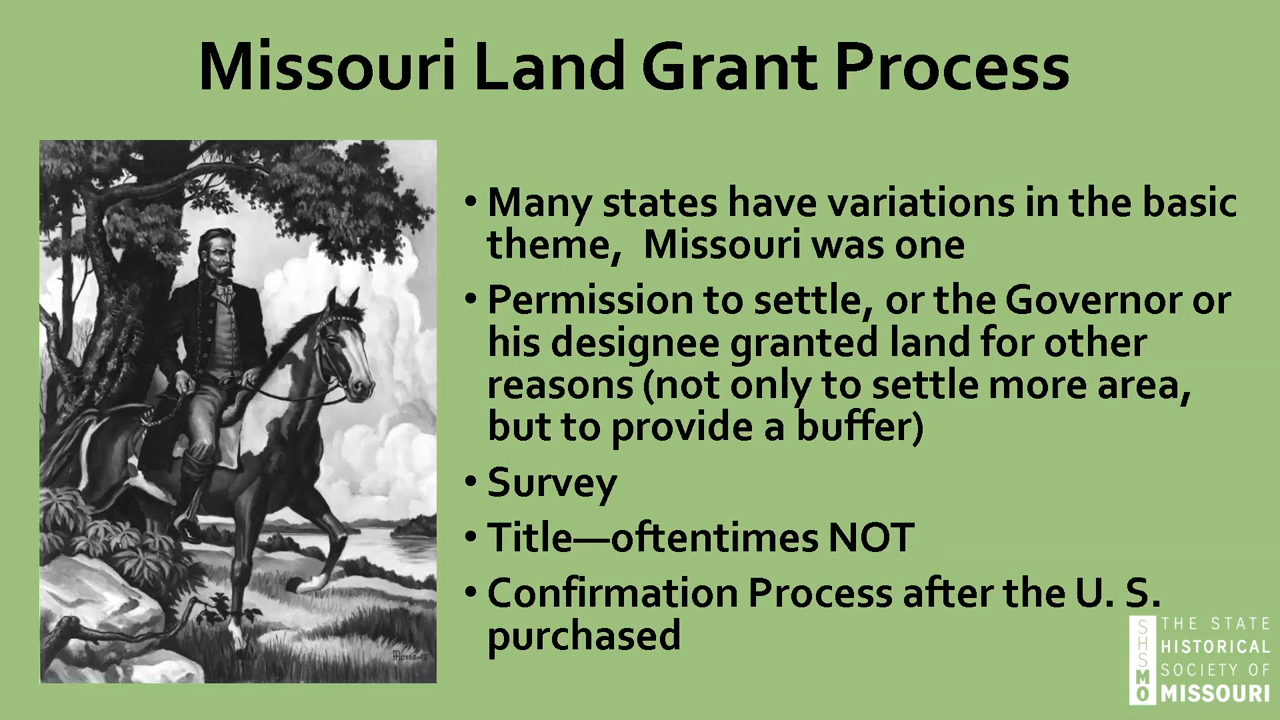 Missouri Land Grant Process
• Many states have variations in the basic
theme,  Missouri was one
• Permission to settle, or the Governor or
his designee granted land for other
reasons (not only to settle more area,
but to provide a buffer)
• Survey
• Title—oftentimes NOT
• Confirmation Process after the U. S.
purchased
SHSMO
THE STATE
HISTORICAL
SOCIETY OF
MISSOURI